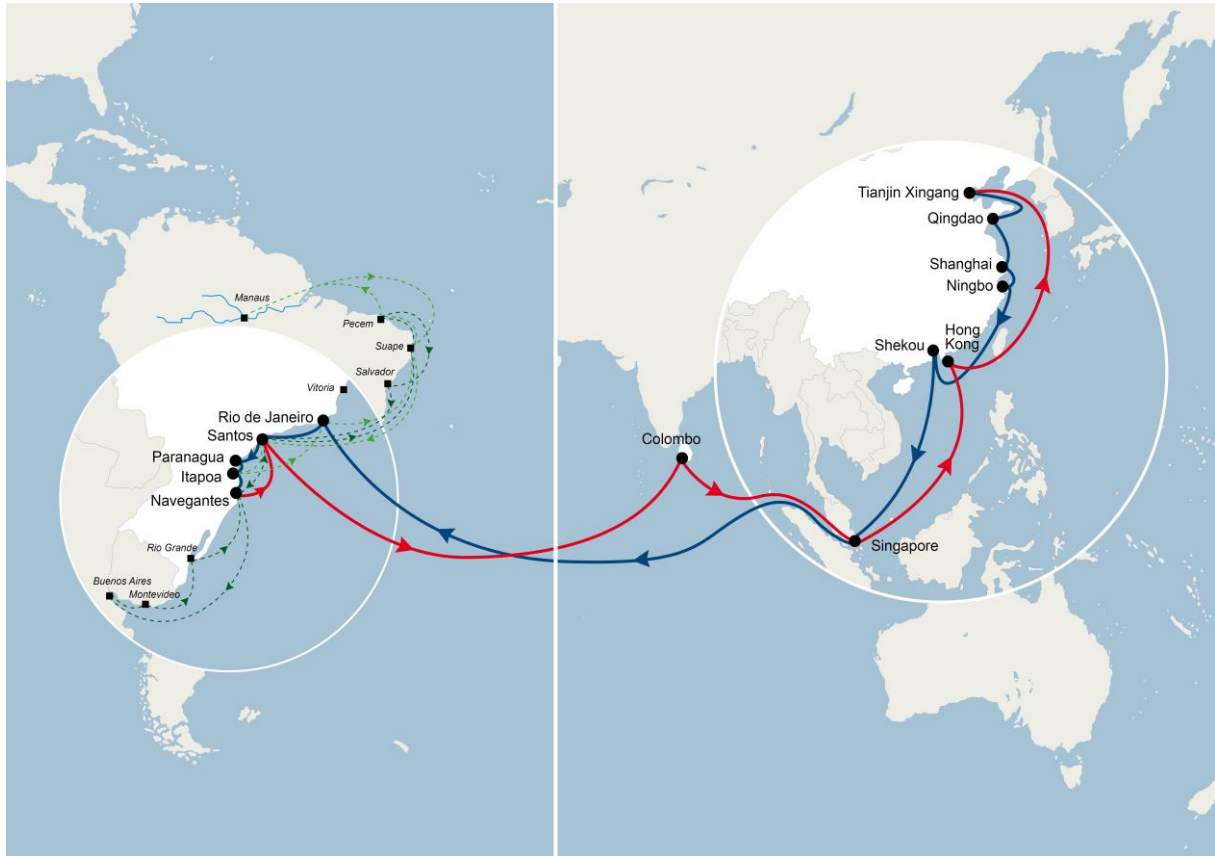 Manaus
Pecem
Suape
Salvador
Vitoria
Rio de Janeiro
Santos
Paranagua
Itapoa
Navegantes
Rio Grande
Buenos Aires
Montevideo
Tianjin Xingang
Qingdao
Shanghai
Ningbo
Hong
Kong
Shekou
Colombo
Singapore